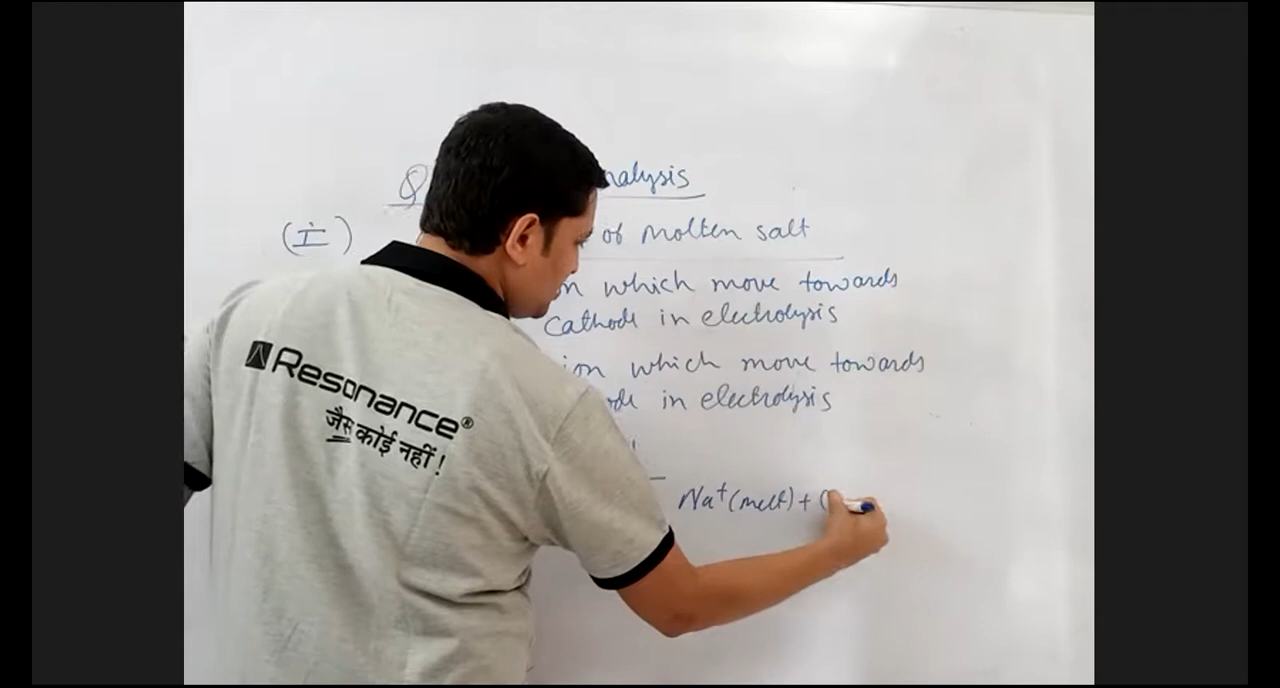 Q nalysis
(I) of molten salt
on which move towards
cathode in electrolysis
ion which move towards
ode in electrolysis
Na⁺(melt) + (
Resonance®
जैसा कोई नहीं!